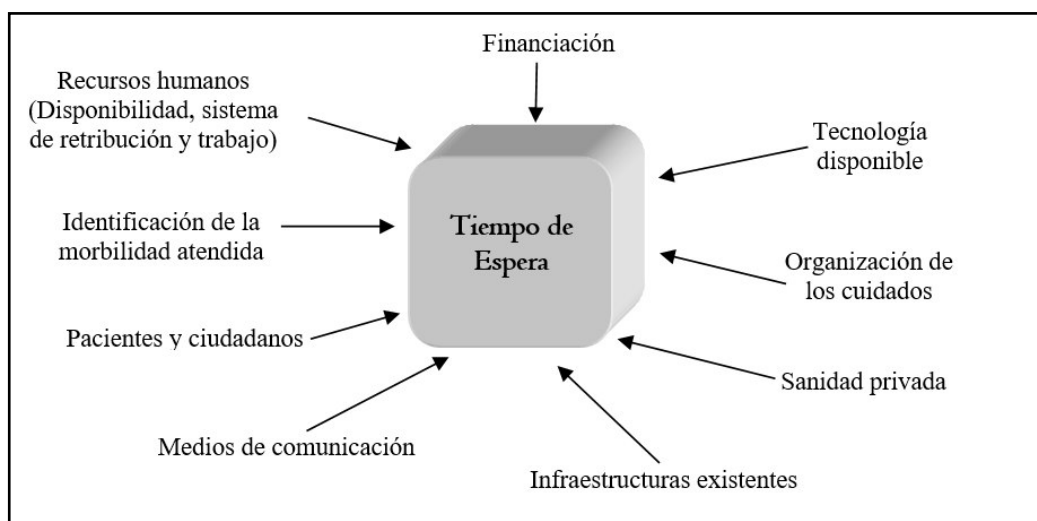 Financiación
Recursos humanos
(Disponibilidad, sistema
de retribución y trabajo)
Tecnología
disponible
Identificación de la
morbilidad atendida
Tiempo de
Espera
Organización de
los cuidados
Pacientes y ciudadanos
Sanidad privada
Medios de comunicación
Infraestructuras existentes